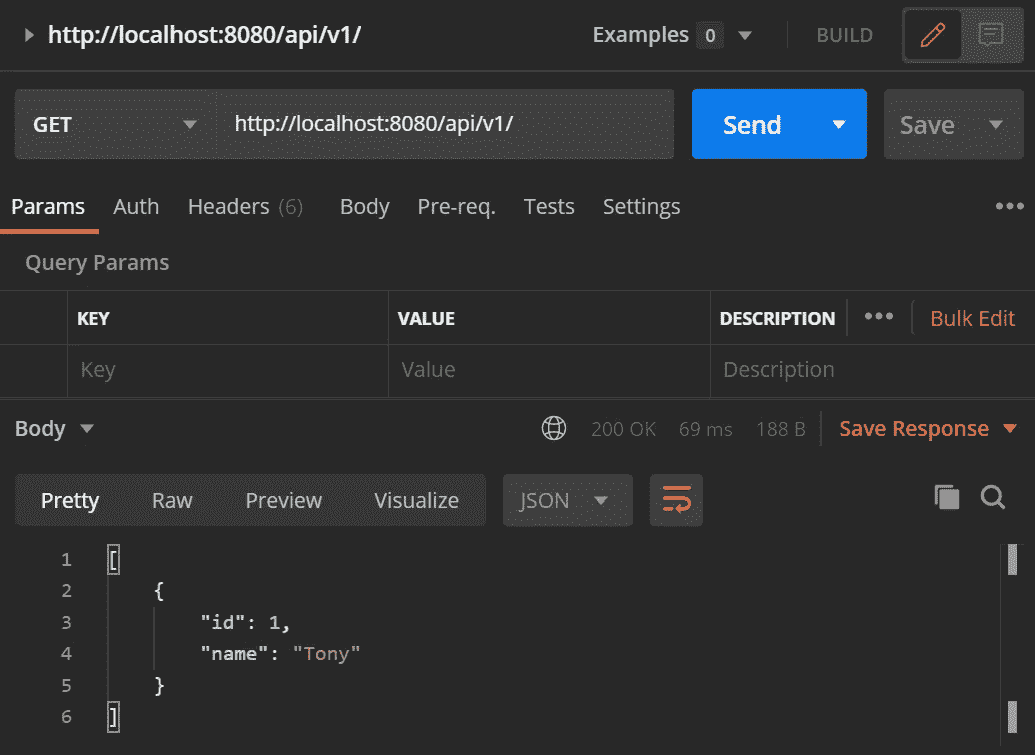 http://localhost:8080/api/v1/ Examples 0 BUILD
GET http://localhost:8080/api/v1/ Send Save
Params Auth Headers (6) Body Pre-req. Tests Settings
Query Params
KEY VALUE DESCRIPTION Bulk Edit
Key Value Description
Body 200 OK 69 ms 188 B Save Response
Pretty Raw Preview Visualize JSON
1 [
2 {
3 "id": 1,
4 "name": "Tony"
5 }
6 ]